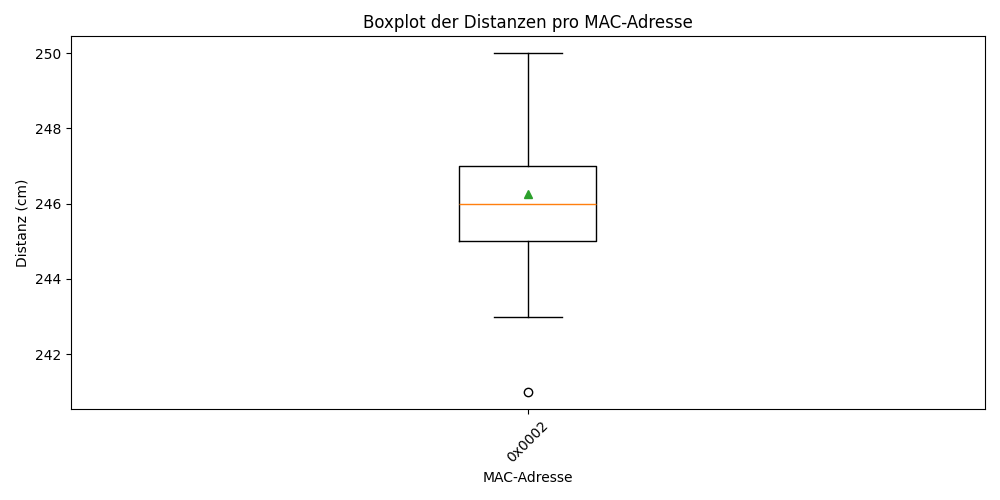 Boxplot der Distanzen pro MAC-Adresse
250
248
246
244
242
Distanz (cm)
0x0002
MAC-Adresse